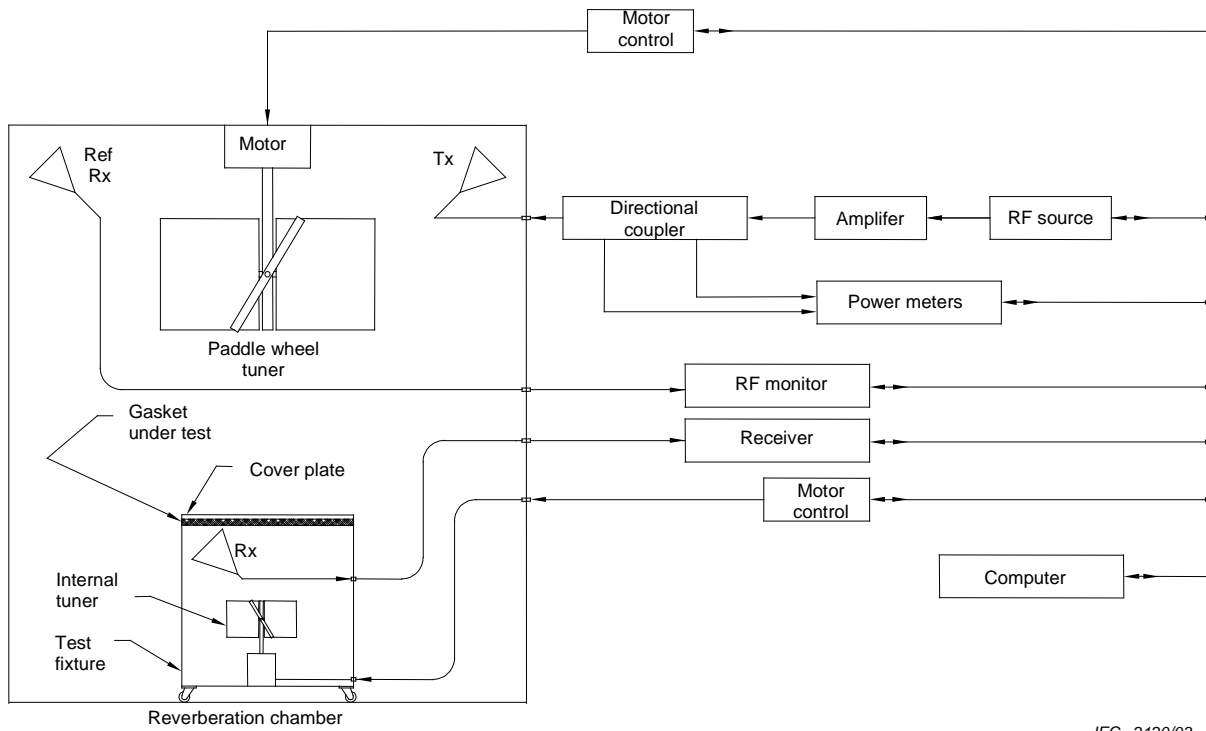 Motor
control
Motor
Ref
Rx
Tx
Directional
coupler
Amplifer
RF source
Power meters
Paddle wheel
tuner
RF monitor
Gasket
under test
Receiver
Cover plate
Motor
control
Rx
Internal
tuner
Computer
Test
fixture
Reverberation chamber